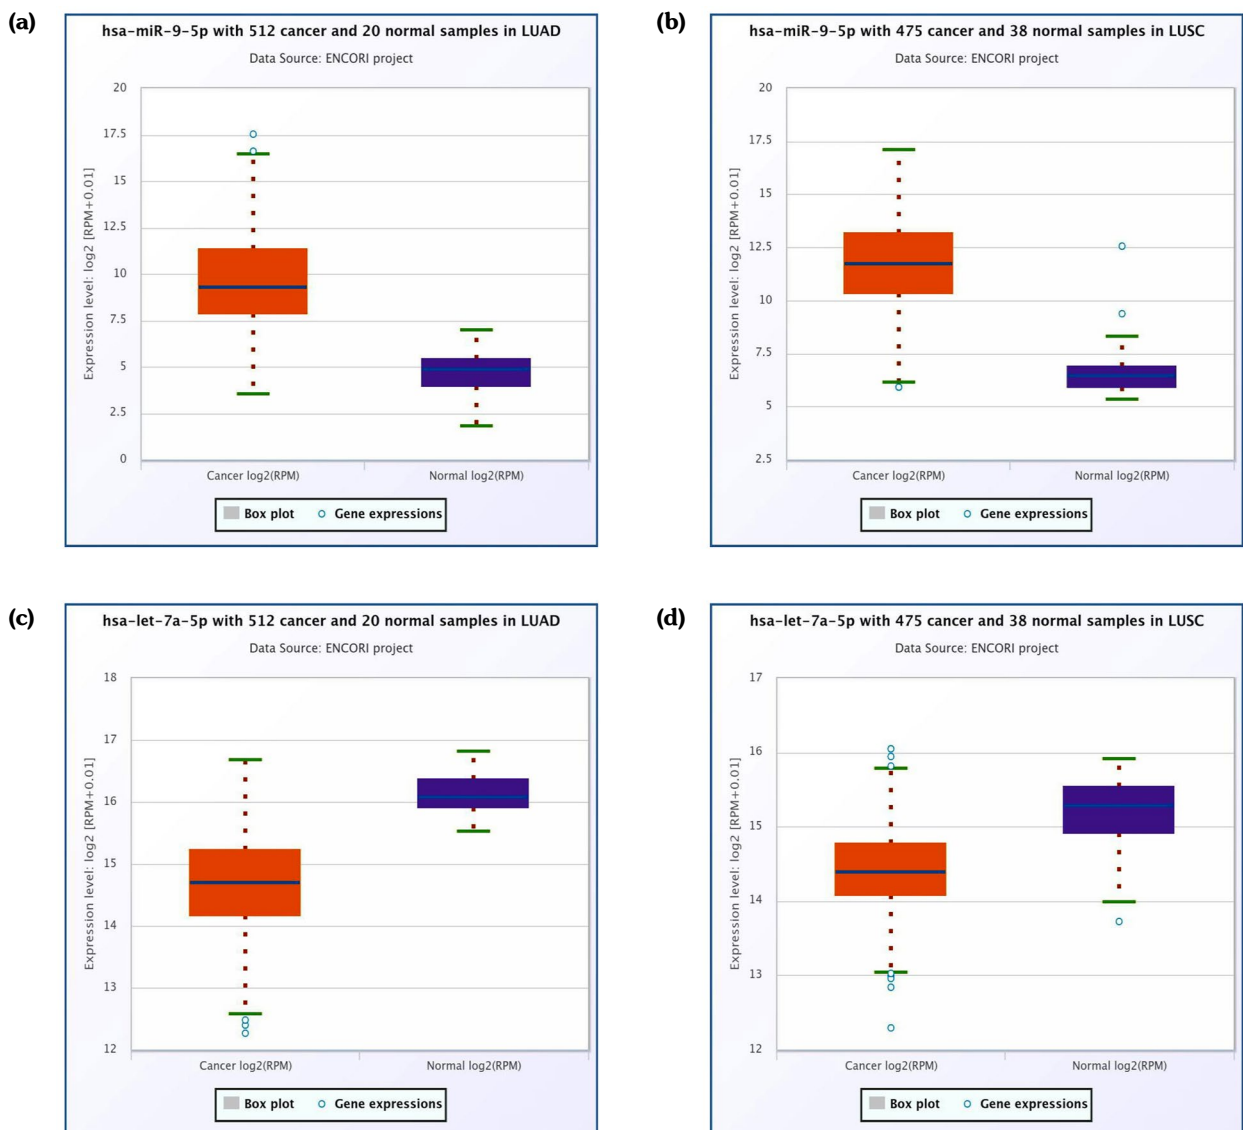 (a)
hsa-miR-9-5p with 512 cancer and 20 normal samples in LUAD
Data Source: ENCORI project
Expression level: log2 [RPM+0.01]
20
17.5
15
12.5
10
7.5
5
2.5
0
Cancer log2(RPM) Normal log2(RPM)
Box plot Gene expressions
(b)
hsa-miR-9-5p with 475 cancer and 38 normal samples in LUSC
Data Source: ENCORI project
Expression level: log2 [RPM+0.01]
20
17.5
15
12.5
10
7.5
5
2.5
Cancer log2(RPM) Normal log2(RPM)
Box plot Gene expressions
(c)
hsa-let-7a-5p with 512 cancer and 20 normal samples in LUAD
Data Source: ENCORI project
Expression level: log2 [RPM+0.01]
18
17
16
15
14
13
12
Cancer log2(RPM) Normal log2(RPM)
Box plot Gene expressions
(d)
hsa-let-7a-5p with 475 cancer and 38 normal samples in LUSC
Data Source: ENCORI project
Expression level: log2 [RPM+0.01]
17
16
15
14
13
12
Cancer log2(RPM) Normal log2(RPM)
Box plot Gene expressions